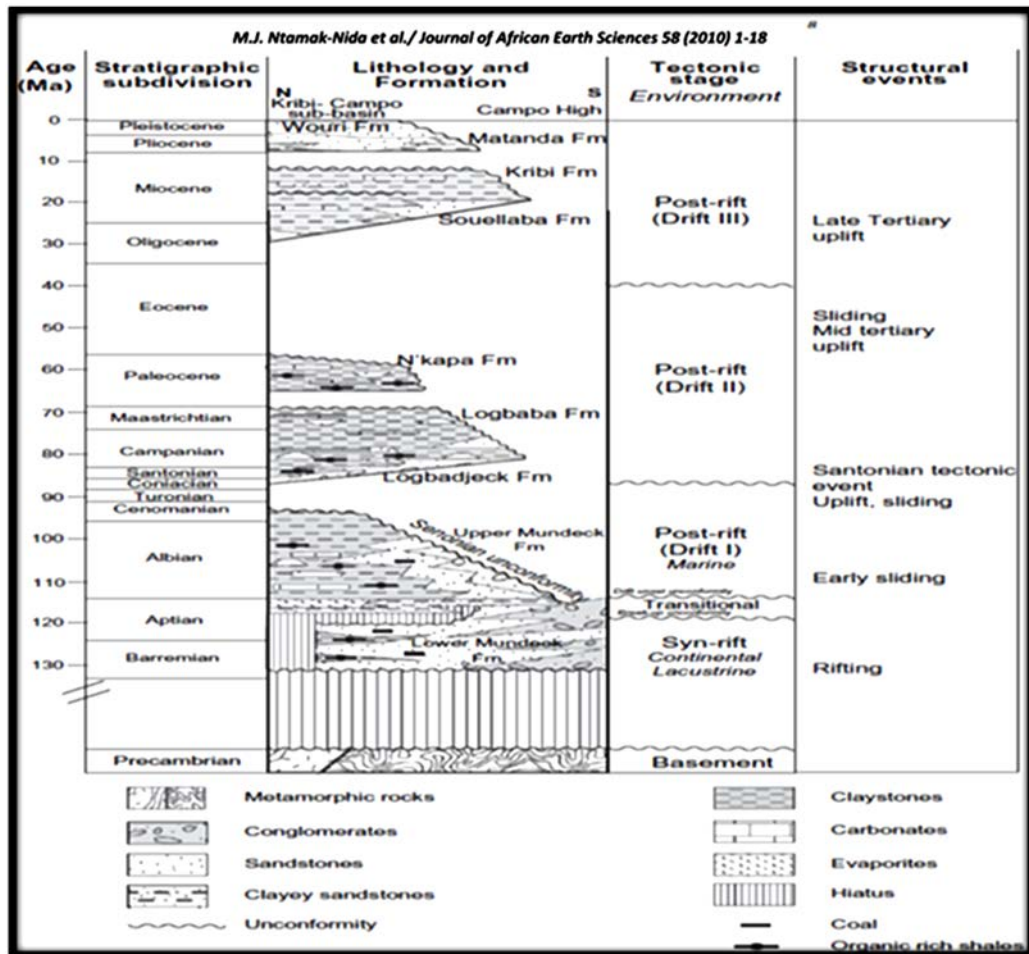 M.J. Ntamak-Nida et al./ Journal of African Earth Sciences 58 (2010) 1-18
Age (Ma)
Stratigraphic subdivision
Lithology and Formation
N
S
Kribi- Campo sub-basin
Campo High
Tectonic stage
Environment
Structural events
0
10
20
30
40
50
60
70
80
90
100
110
120
130
Pleistocene
Pliocene
Miocene
Oligocene
Eocene
Paleocene
Maastrichtian
Campanian
Santonian
Coniacian
Turonian
Cenomanian
Albian
Aptian
Barremian
Precambrian
Wouri Fm
Matanda Fm
Kribi Fm
Souellaba Fm
N'kapa Fm
Logbaba Fm
Logbadjeck Fm
Upper Mundeck
Fm
Senonian unconformity
Lower Mundeck
Fm
Post-rift
(Drift III)
Post-rift
(Drift II)
Post-rift
(Drift I)
Marine
Transitional
Syn-rift
Continental
Lacustrine
Basement
Late Tertiary
uplift
Sliding
Mid tertiary
uplift
Santonian tectonic
event
Uplift, sliding
Early sliding
Rifting
Metamorphic rocks
Conglomerates
Sandstones
Clayey sandstones
Unconformity
Claystones
Carbonates
Evaporites
Hiatus
Coal
Organic rich shales